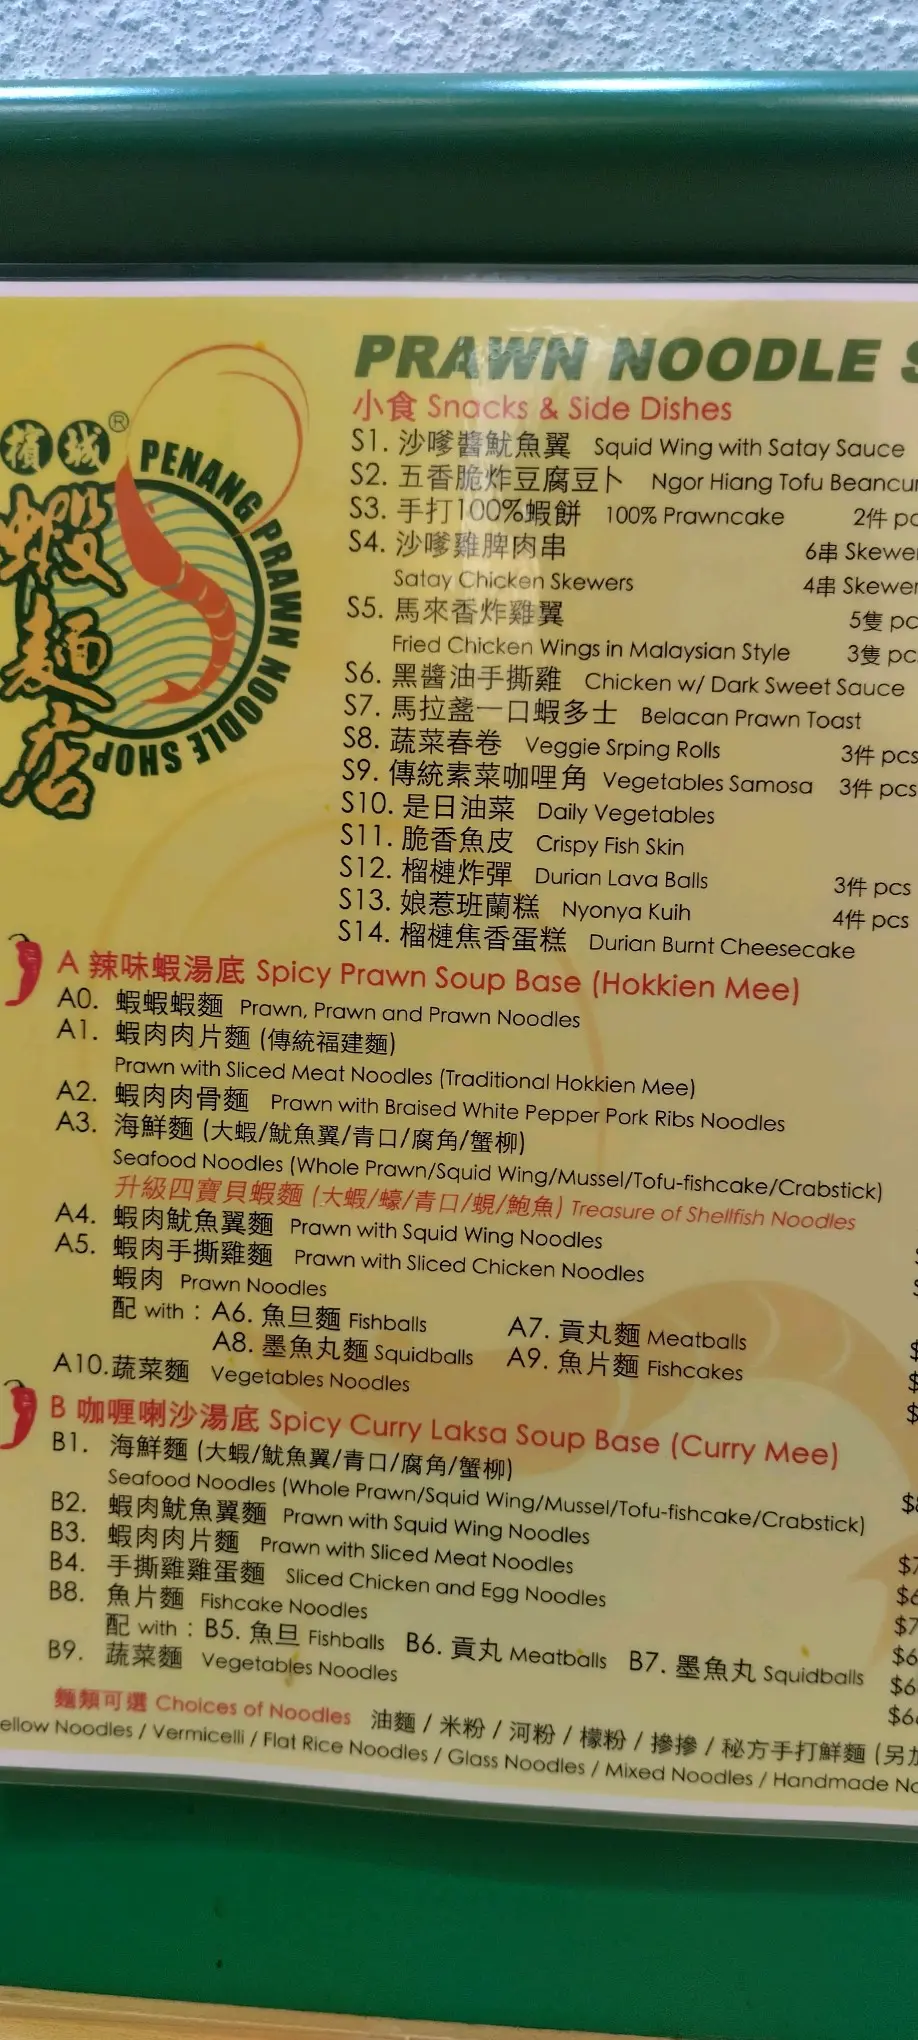 檳城®
蝦麵店
PENANG PRAWN NOODLE SHOP
PRAWN NOODLE
小食 Snacks & Side Dishes
S1. 沙嗲醬魷魚翼 Squid Wing with Satay Sauce
S2. 五香脆炸豆腐豆卜 Ngor Hiang Tofu Beancur
S3. 手打100%蝦餅 100% Prawncake 2件 pc
S4. 沙嗲雞脾肉串 6串 Skewer
Satay Chicken Skewers 4串 Skewer
S5. 馬來香炸雞翼 5隻 pc
Fried Chicken Wings in Malaysian Style 3隻 pc
S6. 黑醬油手撕雞 Chicken w/ Dark Sweet Sauce
S7. 馬拉盞一口蝦多士 Belacan Prawn Toast
S8. 蔬菜春卷 Veggie Srping Rolls 3件 pcs
S9. 傳統素菜咖哩角 Vegetables Samosa 3件 pcs
S10. 是日油菜 Daily Vegetables
S11. 脆香魚皮 Crispy Fish Skin
S12. 榴槤炸彈 Durian Lava Balls 3件 pcs
S13. 娘惹班蘭糕 Nyonya Kuih 4件 pcs
S14. 榴槤焦香蛋糕 Durian Burnt Cheesecake
A 辣味蝦湯底 Spicy Prawn Soup Base (Hokkien Mee)
A0. 蝦蝦蝦麵 Prawn, Prawn and Prawn Noodles
A1. 蝦肉肉片麵 (傳統福建麵)
Prawn with Sliced Meat Noodles (Traditional Hokkien Mee)
A2. 蝦肉肉骨麵 Prawn with Braised White Pepper Pork Ribs Noodles
A3. 海鮮麵 (大蝦/魷魚翼/青口/腐角/蟹柳)
Seafood Noodles (Whole Prawn/Squid Wing/Mussel/Tofu-fishcake/Crabstick)
升級四寶貝蝦麵 (大蝦/蠔/青口/蜆/鮑魚) Treasure of Shellfish Noodles
A4. 蝦肉魷魚翼麵 Prawn with Squid Wing Noodles
A5. 蝦肉手撕雞麵 Prawn with Sliced Chicken Noodles
蝦肉 Prawn Noodles
配 with : A6. 魚旦麵 Fishballs A7. 貢丸麵 Meatballs
A8. 墨魚丸麵 Squidballs A9. 魚片麵 Fishcakes
A10.蔬菜麵 Vegetables Noodles
B 咖喱喇沙湯底 Spicy Curry Laksa Soup Base (Curry Mee)
B1. 海鮮麵 (大蝦/魷魚翼/青口/腐角/蟹柳)
Seafood Noodles (Whole Prawn/Squid Wing/Mussel/Tofu-fishcake/Crabstick) $8
B2. 蝦肉魷魚翼麵 Prawn with Squid Wing Noodles $7
B3. 蝦肉肉片麵 Prawn with Sliced Meat Noodles $6
B4. 手撕雞雞蛋麵 Sliced Chicken and Egg Noodles $7
B8. 魚片麵 Fishcake Noodles $6
配 with : B5. 魚旦 Fishballs B6. 貢丸 Meatballs B7. 墨魚丸 Squidballs $6
B9. 蔬菜麵 Vegetables Noodles $6
麵類可選 Choices of Noodles 油麵 / 米粉 / 河粉 / 檬粉 / 摻摻 / 秘方手打鮮麵 (另加
ellow Noodles / Vermicelli / Flat Rice Noodles / Glass Noodles / Mixed Noodles / Handmade No